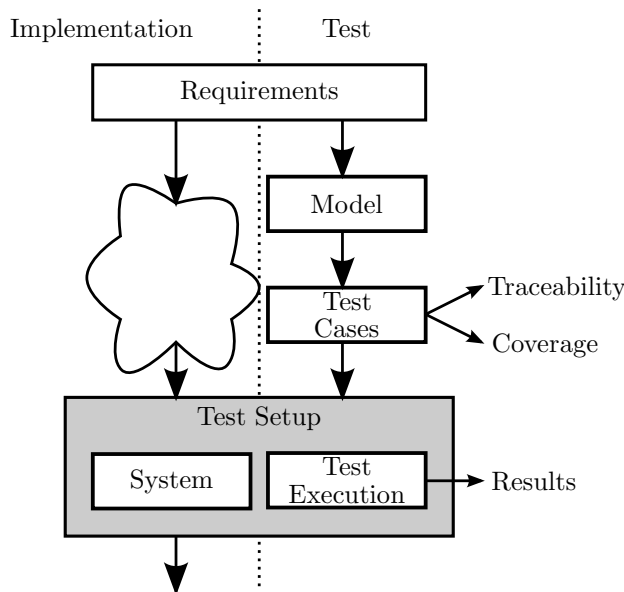 Implementation
Test
Requirements
Model
Test
Cases
Traceability
Coverage
Test Setup
System
Test
Execution
Results